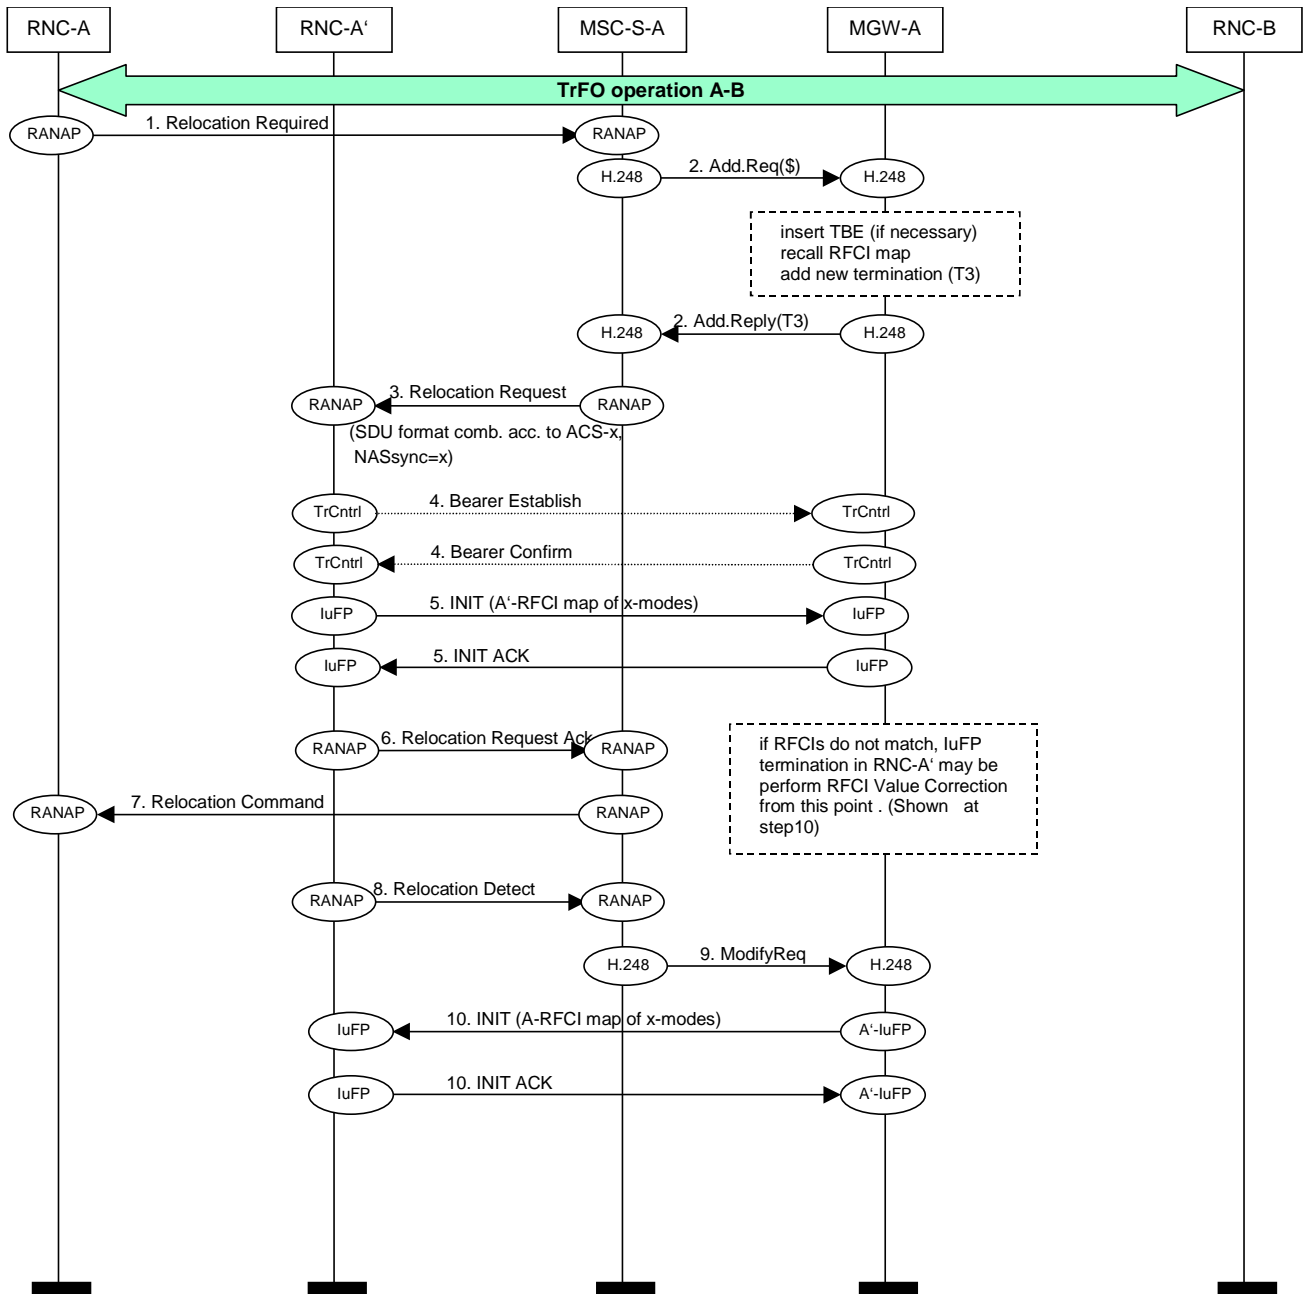 RNC-A
RNC-A‘
MSC-S-A
MGW-A
RNC-B
TrFO operation A-B
RANAP
1. Relocation Required
RANAP
H.248
2. Add.Req($)
H.248
insert TBE (if necessary)
recall RFCI map
add new termination (T3)
H.248
2. Add.Reply(T3)
H.248
RANAP
3. Relocation Request
RANAP
(SDU format comb. acc. to ACS-x,
NASsync=x)
TrCntrl
4. Bearer Establish
TrCntrl
TrCntrl
4. Bearer Confirm
TrCntrl
IuFP
5. INIT (A‘-RFCI map of x-modes)
IuFP
IuFP
5. INIT ACK
IuFP
RANAP
6. Relocation Request Ack
RANAP
if RFCIs do not match, IuFP
termination in RNC-A‘ may be
perform RFCI Value Correction
from this point . (Shown at
step10)
RANAP
7. Relocation Command
RANAP
RANAP
8. Relocation Detect
RANAP
H.248
9. ModifyReq
H.248
IuFP
10. INIT (A-RFCI map of x-modes)
A‘-IuFP
IuFP
10. INIT ACK
A‘-IuFP